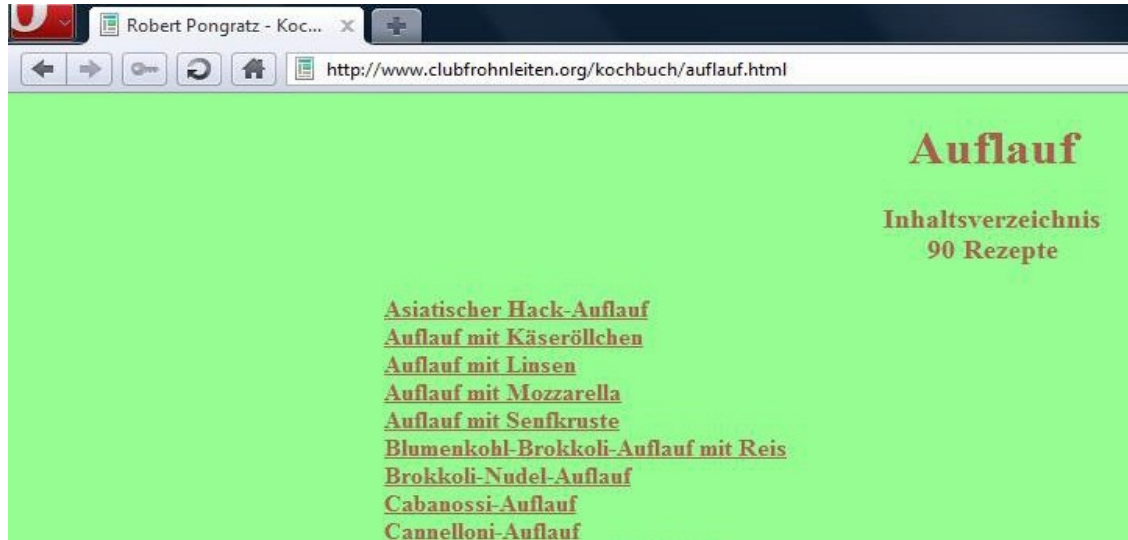 Robert Pongratz - Koc...
http://www.clubfrohnleiten.org/kochbuch/auflauf.html
Auflauf
Inhaltsverzeichnis
90 Rezepte
Asiatischer Hack-Auflauf
Auflauf mit Käseröllchen
Auflauf mit Linsen
Auflauf mit Mozzarella
Auflauf mit Senfkruste
Blumenkohl-Brokkoli-Auflauf mit Reis
Brokkoli-Nudel-Auflauf
Cabanossi-Auflauf
Cannelloni-Auflauf